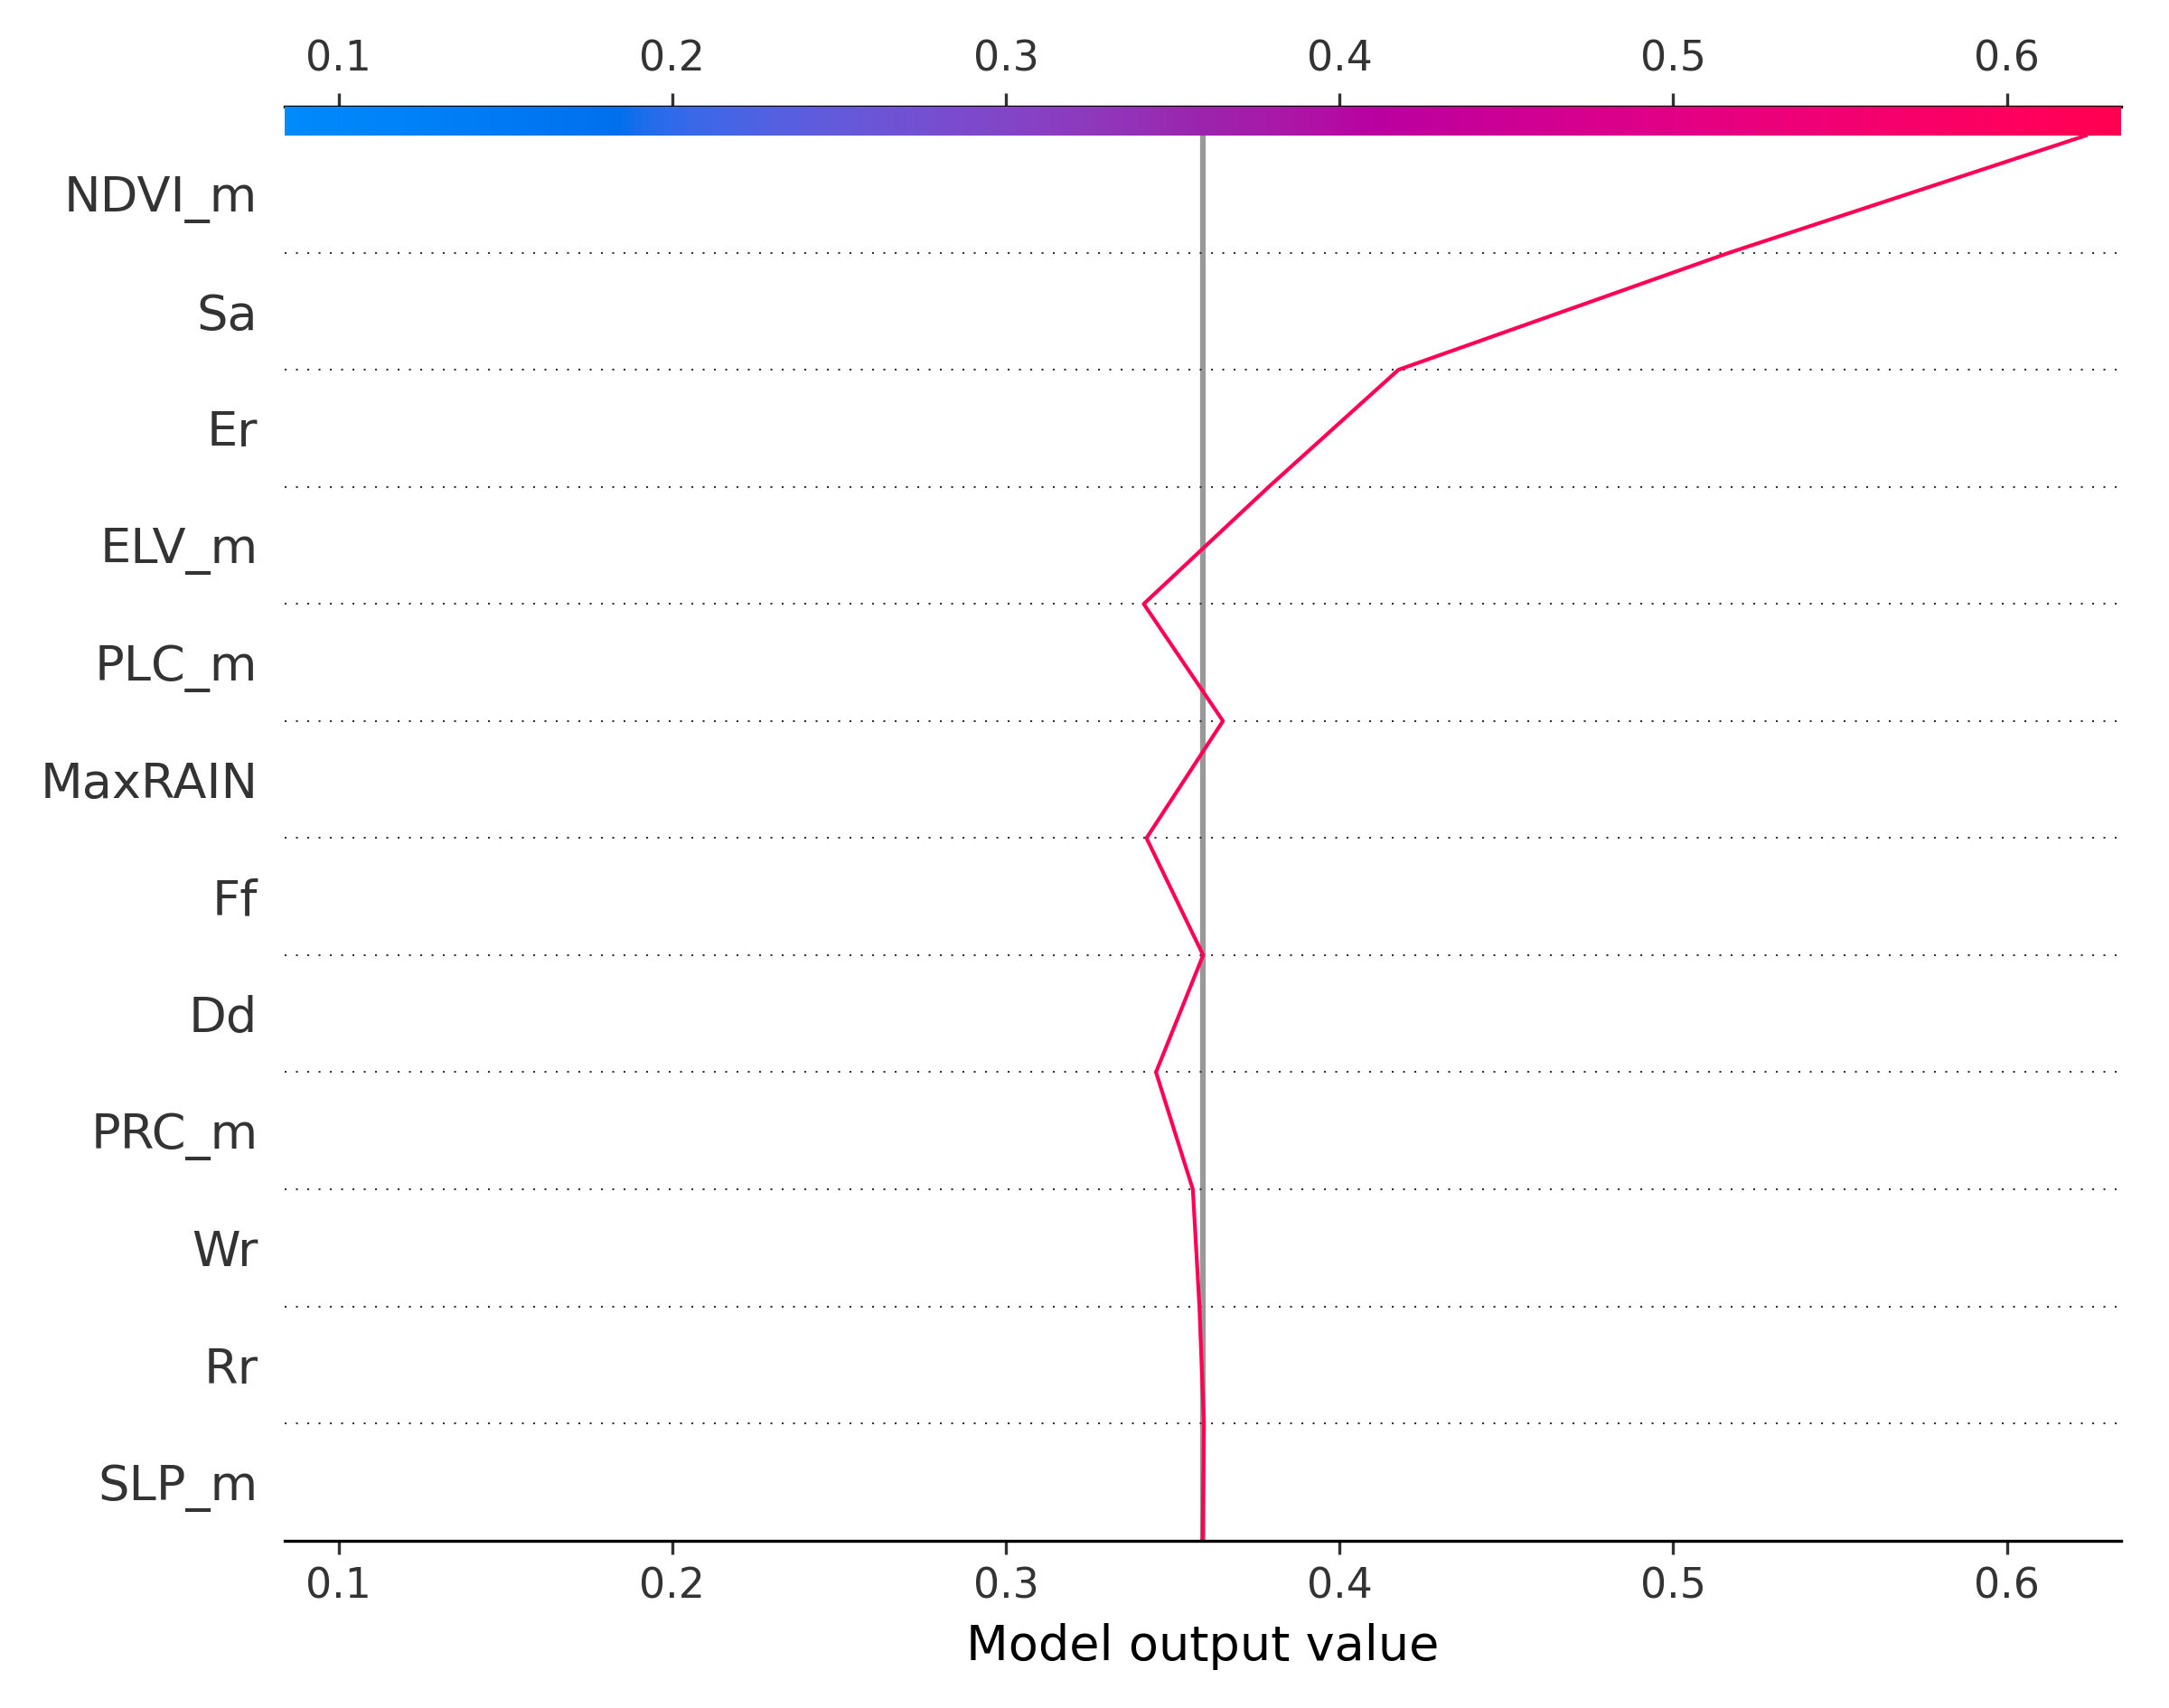 0.1 0.2 0.3 0.4 0.5 0.6
NDVI_m
Sa
Er
ELV_m
PLC_m
MaxRAIN
Ff
Dd
PRC_m
Wr
Rr
SLP_m
0.1 0.2 0.3 0.4 0.5 0.6
Model output value